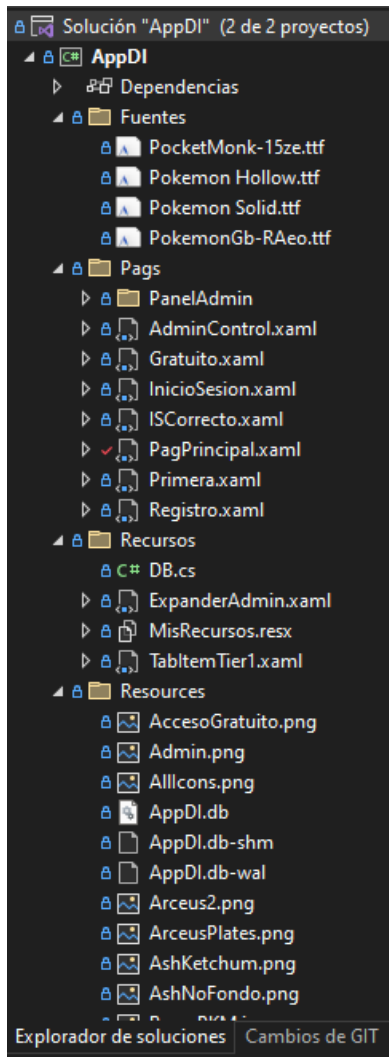 Solución "AppDI" (2 de 2 proyectos)
C# AppDI
Dependencias
Fuentes
PocketMonk-15ze.ttf
Pokemon Hollow.ttf
Pokemon Solid.ttf
PokemonGb-RAeo.ttf
Pags
PanelAdmin
AdminControl.xaml
Gratuito.xaml
InicioSesion.xaml
ISCorrecto.xaml
PagPrincipal.xaml
Primera.xaml
Registro.xaml
Recursos
C# DB.cs
ExpanderAdmin.xaml
MisRecursos.resx
TabItemTier1.xaml
Resources
AccesoGratuito.png
Admin.png
AllIcons.png
AppDI.db
AppDI.db-shm
AppDI.db-wal
Arceus2.png
ArceusPlates.png
AshKetchum.png
AshNoFondo.png
Explorador de soluciones Cambios de GIT